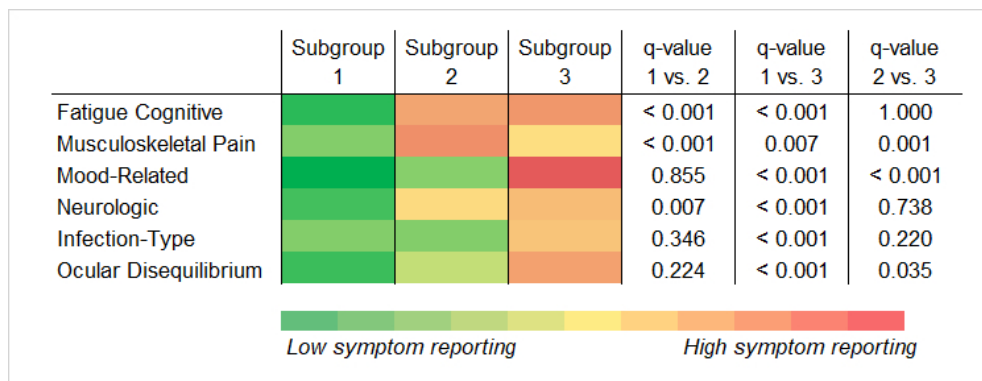 Subgroup 1 Subgroup 2 Subgroup 3 q-value 1 vs. 2 q-value 1 vs. 3 q-value 2 vs. 3
Fatigue Cognitive < 0.001 < 0.001 1.000
Musculoskeletal Pain < 0.001 0.007 0.001
Mood-Related 0.855 < 0.001 < 0.001
Neurologic 0.007 < 0.001 0.738
Infection-Type 0.346 < 0.001 0.220
Ocular Disequilibrium 0.224 < 0.001 0.035
Low symptom reporting High symptom reporting